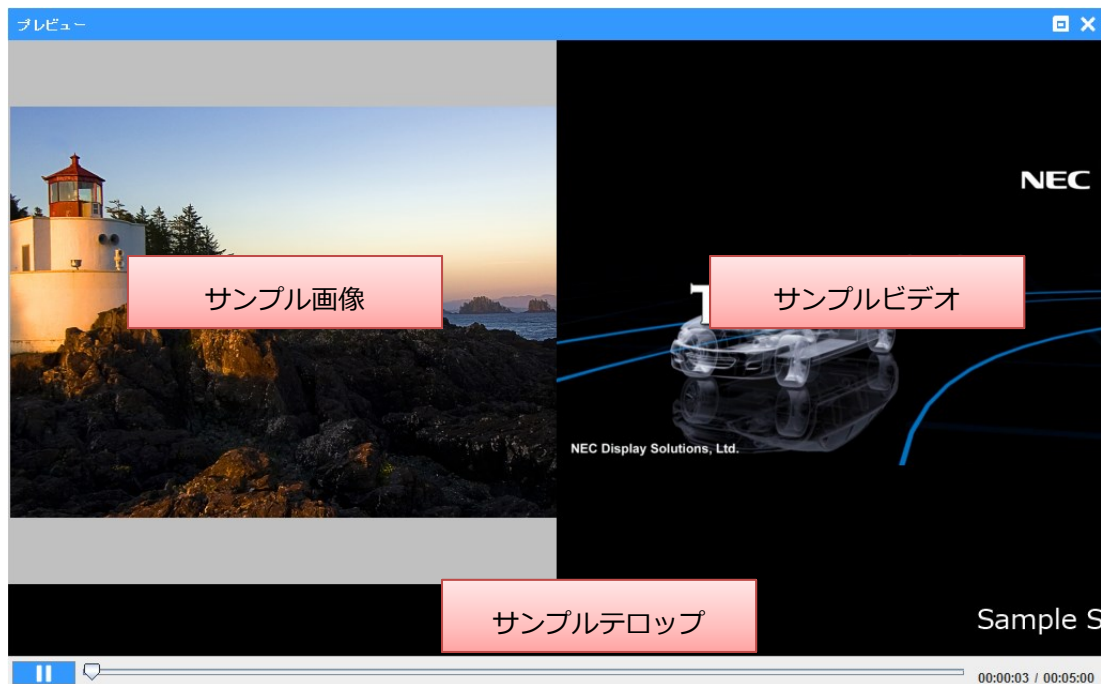 プレビュー
NEC
サンプル画像
サンプルビデオ
T
NEC Display Solutions, Ltd.
サンプルテロップ
Sample S
00:00:03 / 00:05:00